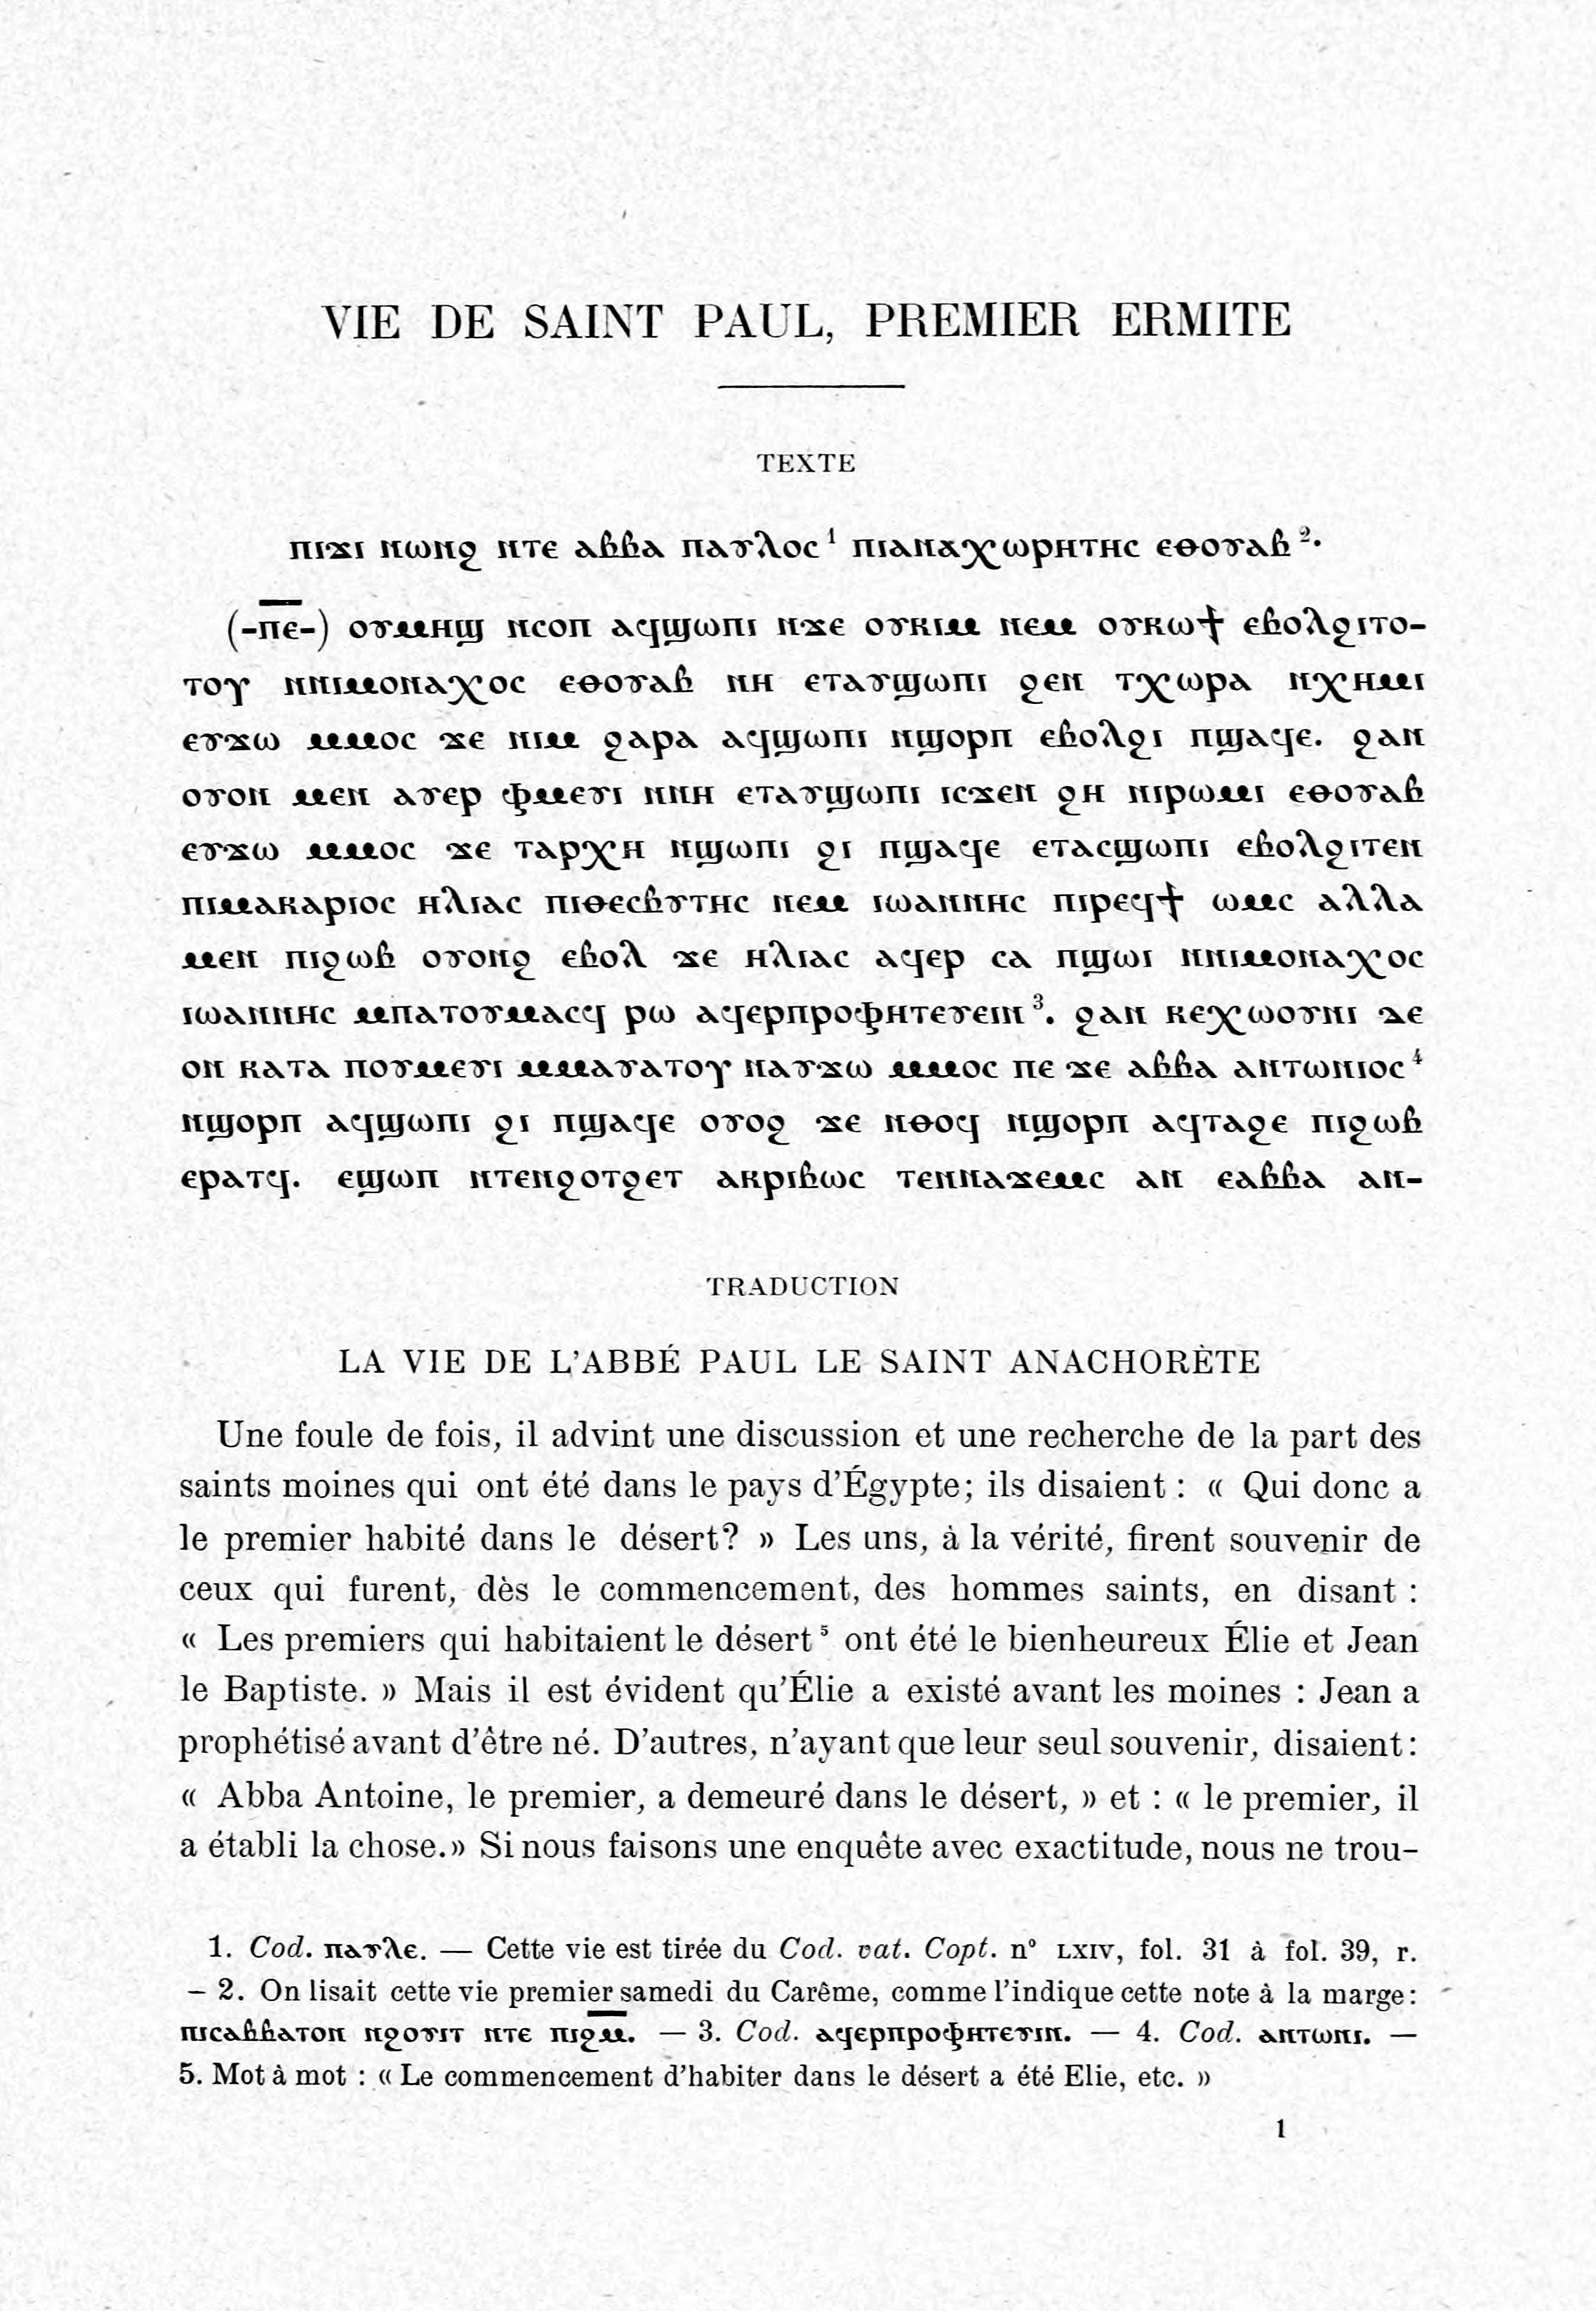 VIE DE SAINT PAUL, PREMIER ERMITE
TEXTE
ⲡⲓϫⲓ ⲛⲱⲛϧ ⲛⲧⲉ ⲁⲃⲃⲁ ⲡⲁⲩⲗⲟⲥ¹ ⲡⲓⲁⲛⲁⲭⲱⲣⲏⲧⲏⲥ ⲉⲑⲟⲩⲁⲃ².
(-ⲡ̅ⲉ̅-) ⲟⲩⲙⲏϣ ⲛⲥⲟⲡ ⲁϥϣⲱⲡⲓ ⲛϫⲉ ⲟⲩⲕⲓⲙ ⲛⲉⲙ ⲟⲩⲕⲱϯ ⲉⲃⲟⲗϩⲓⲧⲟ-
ⲧⲟⲩ ⲛⲛⲓⲙⲟⲛⲁⲭⲟⲥ ⲉⲑⲟⲩⲁⲃ ⲛⲏ ⲉⲧⲁⲩϣⲱⲡⲓ ϧⲉⲛ ⲧⲭⲱⲣⲁ ⲛⲭⲏⲙⲓ
ⲉⲩϫⲱ ⲙⲙⲟⲥ ϫⲉ ⲛⲓⲙ ϩⲁⲣⲁ ⲁϥϣⲱⲡⲓ ⲛϣⲟⲣⲡ ⲉⲃⲟⲗϩⲓ ⲡϣⲁϥⲉ. ϩⲁⲛ
ⲟⲩⲟⲛ ⲙⲉⲛ ⲁⲩⲉⲣ ⲫⲙⲉⲩⲓ ⲛⲛⲏ ⲉⲧⲁⲩϣⲱⲡⲓ ⲓⲥϫⲉⲛ ϩⲏ ⲛⲓⲣⲱⲙⲓ ⲉⲑⲟⲩⲁⲃ
ⲉⲩϫⲱ ⲙⲙⲟⲥ ϫⲉ ⲧⲁⲣⲭⲏ ⲛϣⲱⲡⲓ ϩⲓ ⲡϣⲁϥⲉ ⲉⲧⲁⲥϣⲱⲡⲓ ⲉⲃⲟⲗϩⲓⲧⲉⲛ
ⲡⲓⲙⲁⲕⲁⲣⲓⲟⲥ ⲏⲗⲓⲁⲥ ⲡⲓⲑⲉⲥⲃⲩⲧⲏⲥ ⲛⲉⲙ ⲓⲱⲁⲛⲛⲏⲥ ⲡⲓⲣⲉϥϯ ⲱⲙⲥ ⲁⲗⲗⲁ
ⲙⲉⲛ ⲡⲓϩⲱⲃ ⲟⲩⲟⲛϩ ⲉⲃⲟⲗ ϫⲉ ⲏⲗⲓⲁⲥ ⲁϥⲉⲣ ⲥⲁ ⲡϣⲱⲓ ⲛⲛⲓⲙⲟⲛⲁⲭⲟⲥ
ⲓⲱⲁⲛⲛⲏⲥ ⲙⲡⲁⲧⲟⲩⲙⲁⲥϥ ⲣⲱ ⲁϥⲉⲣⲡⲣⲟⲫⲏⲧⲉⲩⲉⲓⲛ³. ϩⲁⲛ ⲕⲉⲭⲱⲟⲩⲛⲓ ⲇⲉ
ⲟⲛ ⲕⲁⲧⲁ ⲡⲟⲩⲙⲉⲩⲓ ⲙⲙⲁⲩⲁⲧⲟⲩ ⲛⲁⲩϫⲱ ⲙⲙⲟⲥ ⲡⲉ ϫⲉ ⲁⲃⲃⲁ ⲁⲛⲧⲱⲛⲓⲟⲥ⁴
ⲛϣⲟⲣⲡ ⲁϥϣⲱⲡⲓ ϩⲓ ⲡϣⲁϥⲉ ⲟⲩⲟϩ ϫⲉ ⲛⲑⲟϥ ⲛϣⲟⲣⲡ ⲁϥⲧⲁϩⲉ ⲡⲓϩⲱⲃ
ⲉⲣⲁⲧϥ. ⲉϣⲱⲡ ⲛⲧⲉⲛϧⲟⲧϧⲉⲧ ⲁⲕⲣⲓⲃⲱⲥ ⲧⲉⲛⲛⲁϫⲉⲙⲥ ⲁⲛ ⲉⲁⲃⲃⲁ ⲁⲛ-
TRADUCTION
LA VIE DE L'ABBÉ PAUL LE SAINT ANACHORÈTE
Une foule de fois, il advint une discussion et une recherche de la part des
saints moines qui ont été dans le pays d'Égypte; ils disaient : « Qui donc a
le premier habité dans le désert? » Les uns, à la vérité, firent souvenir de
ceux qui furent, dès le commencement, des hommes saints, en disant :
« Les premiers qui habitaient le désert⁵ ont été le bienheureux Élie et Jean
le Baptiste. » Mais il est évident qu'Élie a existé avant les moines : Jean a
prophétisé avant d'être né. D'autres, n'ayant que leur seul souvenir, disaient:
« Abba Antoine, le premier, a demeuré dans le désert, » et : « le premier, il
a établi la chose.» Si nous faisons une enquête avec exactitude, nous ne trou-
1. Cod. ⲡⲁⲩⲗⲉ. — Cette vie est tirée du Cod. vat. Copt. n° LXIV, fol. 31 à fol. 39, r.
– 2. On lisait cette vie premier samedi du Carême, comme l'indique cette note à la marge:
ⲡⲓⲥⲁⲃⲃⲁⲧⲟⲛ ⲛϩⲟⲩⲓⲧ ⲛⲧⲉ ⲡⲓϩ̅ⲙ̅. — 3. Cod. ⲁϥⲉⲣⲡⲣⲟⲫⲏⲧⲉⲩⲓⲛ. — 4. Cod. ⲁⲛⲧⲱⲛⲓ. —
5. Mot à mot : « Le commencement d'habiter dans le désert a été Elie, etc. »
1